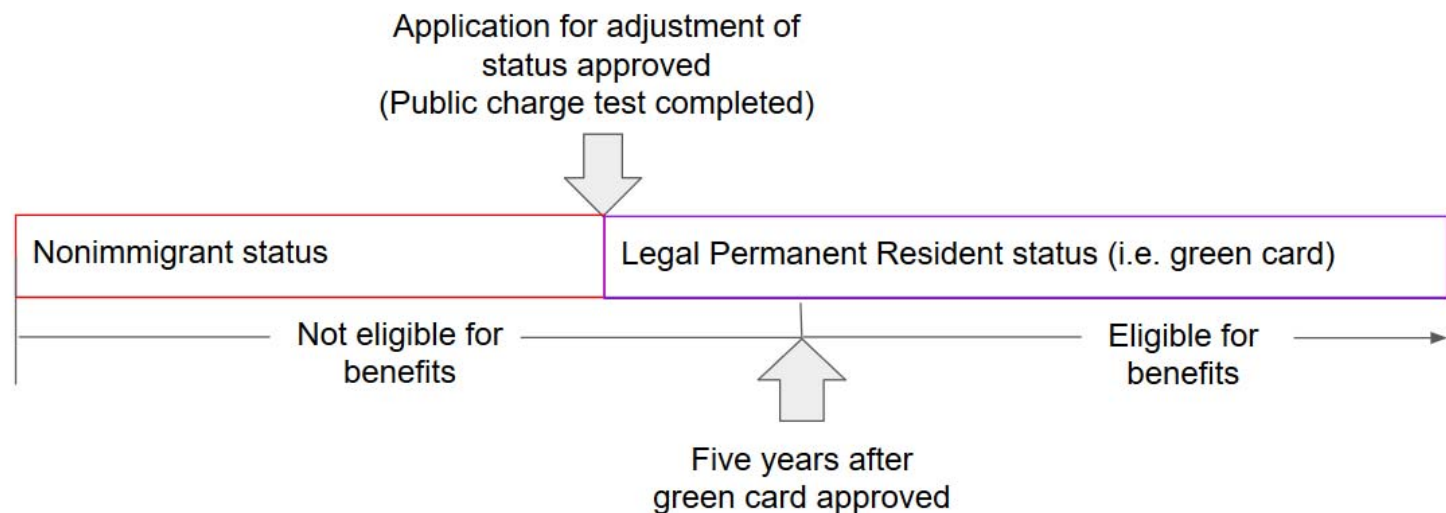 Application for adjustment of
status approved
(Public charge test completed)
Nonimmigrant status
Legal Permanent Resident status (i.e. green card)
Not eligible for
benefits
Eligible for
benefits
Five years after
green card approved